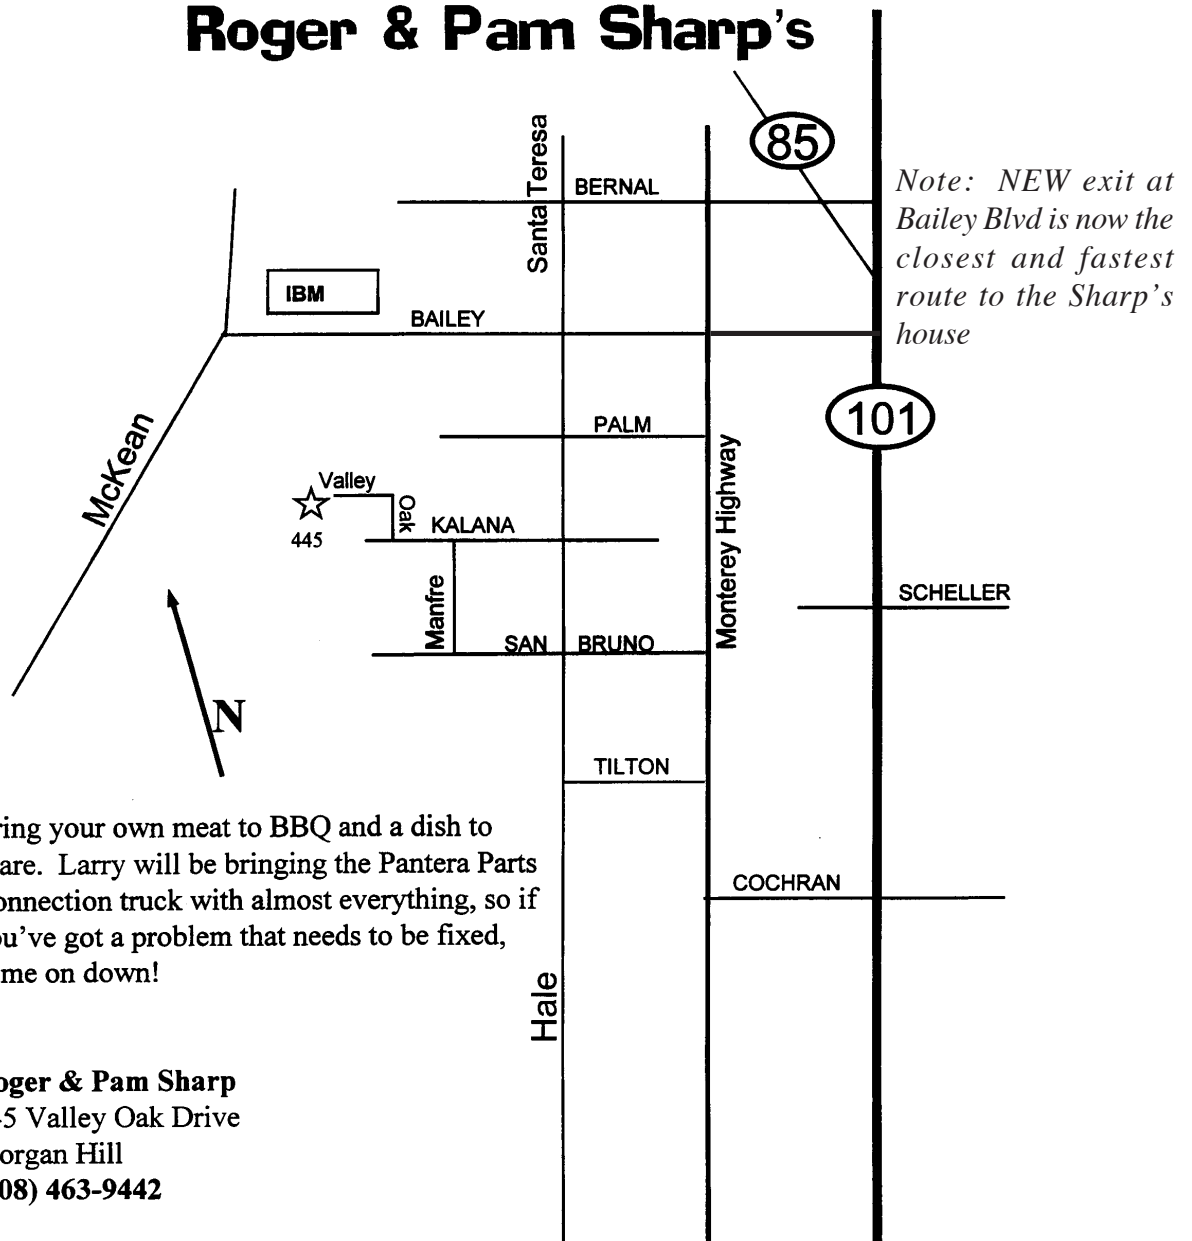 Roger & Pam Sharp's
85
Santa Teresa
BERNAL
Note: NEW exit at
Bailey Blvd is now the
closest and fastest
route to the Sharp's
house
IBM
BAILEY
101
PALM
McKean
Valley
Oak
445
KALANA
Monterey Highway
Manfre
SCHELLER
SAN BRUNO
N
TILTON
ring your own meat to BBQ and a dish to
are. Larry will be bringing the Pantera Parts
onnection truck with almost everything, so if
ou've got a problem that needs to be fixed,
me on down!
COCHRAN
Hale
oger & Pam Sharp
5 Valley Oak Drive
organ Hill
08) 463-9442